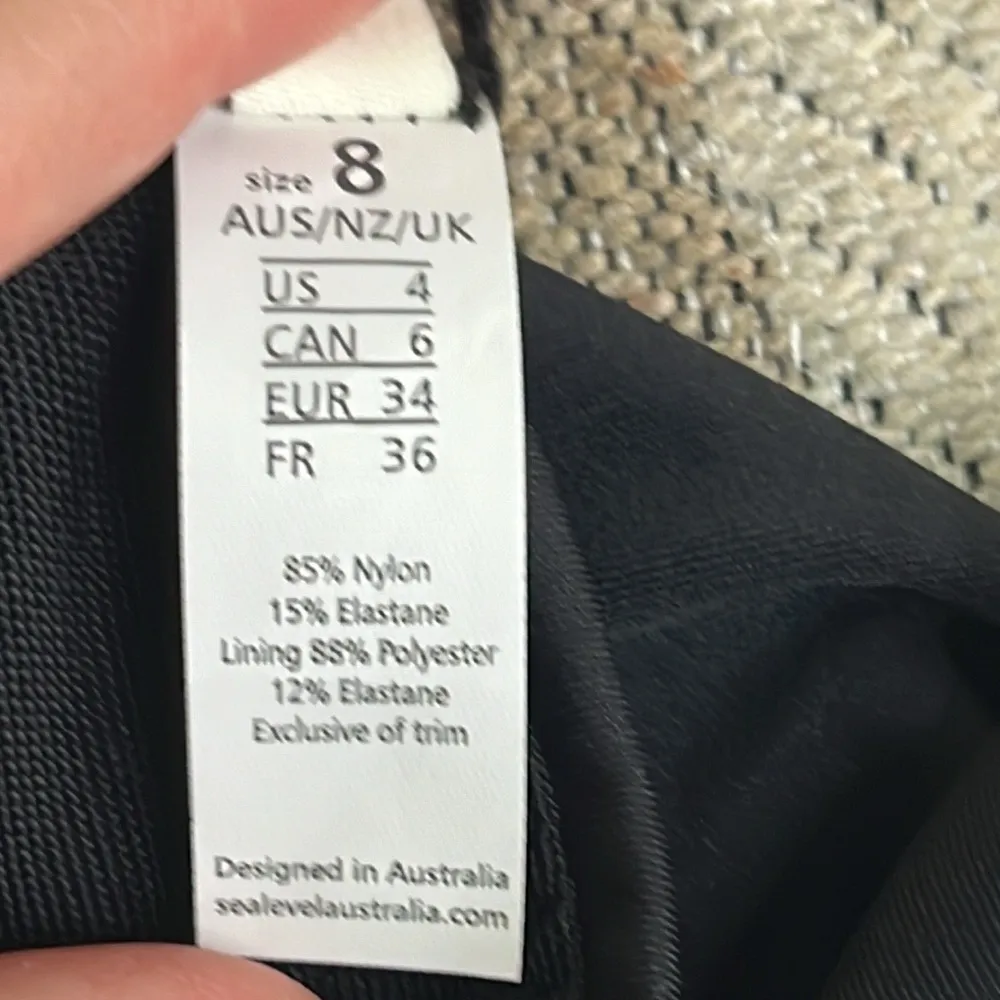 size 8
AUS/NZ/UK
US 4
CAN 6
EUR 34
FR 36
85% Nylon
15% Elastane
Lining 88% Polyester
12% Elastane
Exclusive of trim
Designed in Australia
sealevelaustralia.com